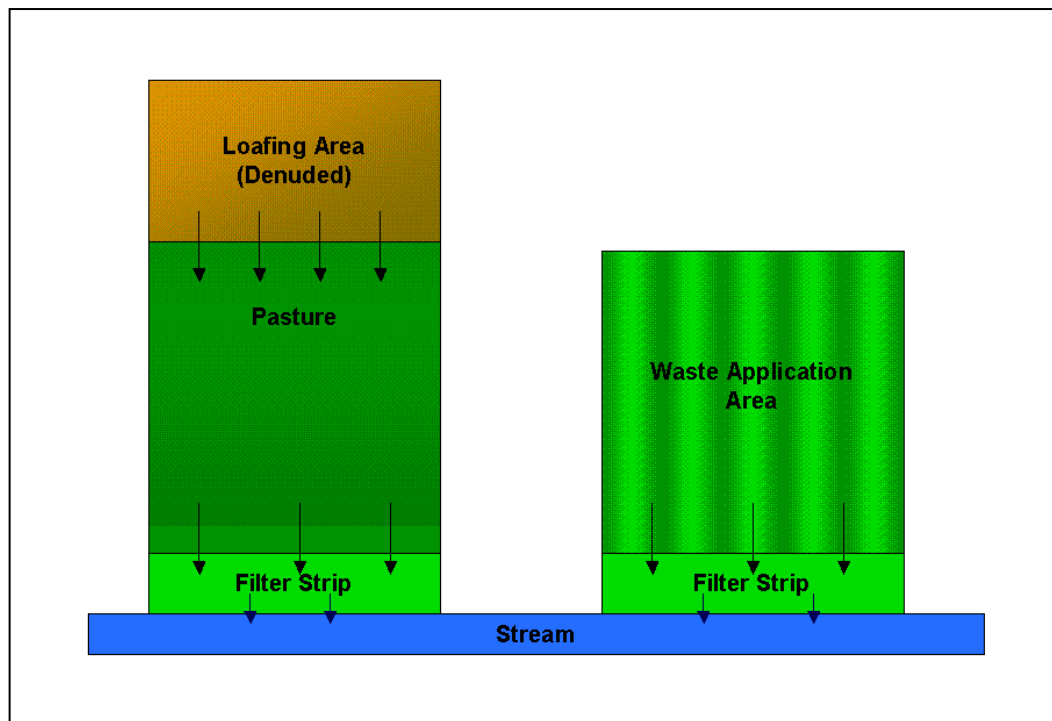 Loafing Area
(Denuded)
Pasture
Waste Application
Area
Filter Strip
Filter Strip
Stream